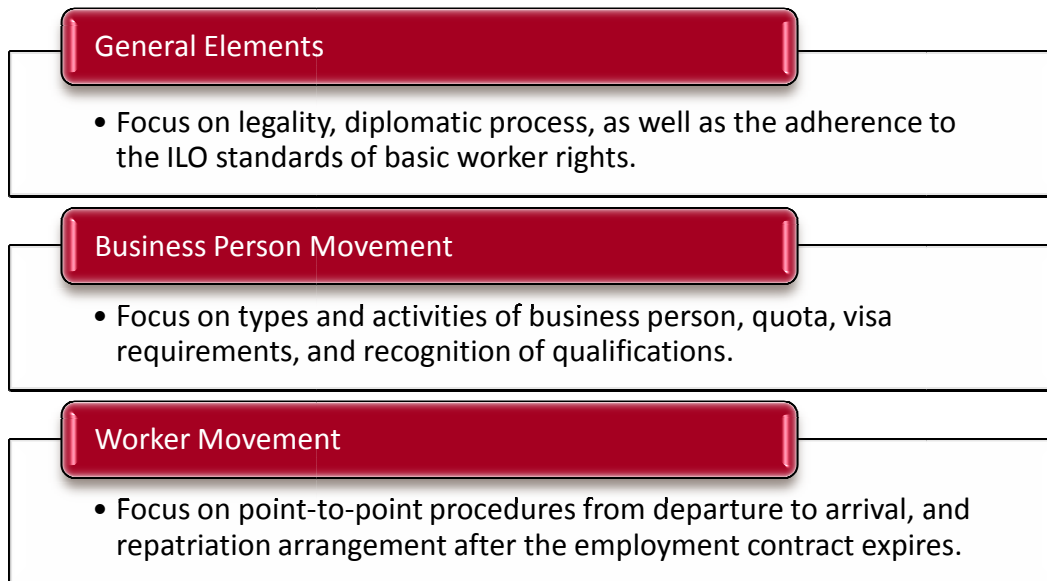 General Elements
• Focus on legality, diplomatic process, as well as the adherence to
the ILO standards of basic worker rights.
Business Person Movement
• Focus on types and activities of business person, quota, visa
requirements, and recognition of qualifications.
Worker Movement
• Focus on point-to-point procedures from departure to arrival, and
repatriation arrangement after the employment contract expires.